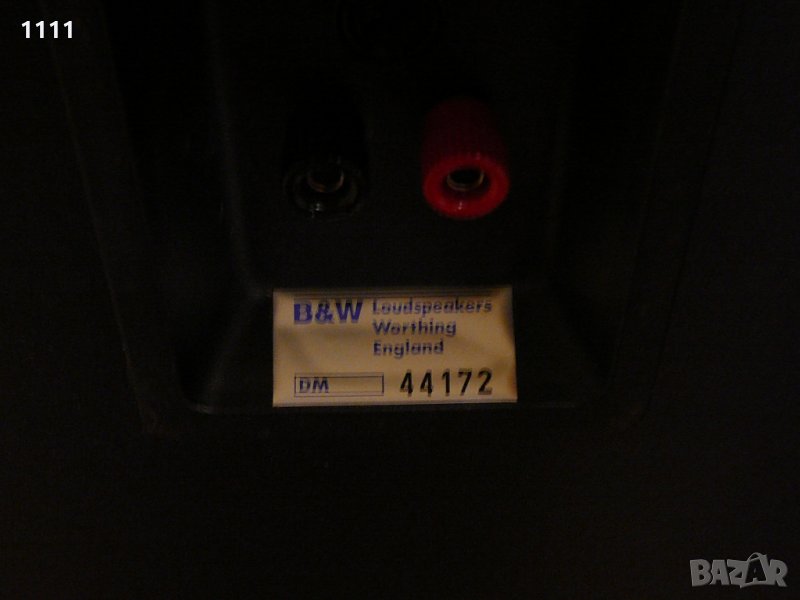 1111
B&W Loudspeakers
Worthing
England
DM 44172
BAZAR